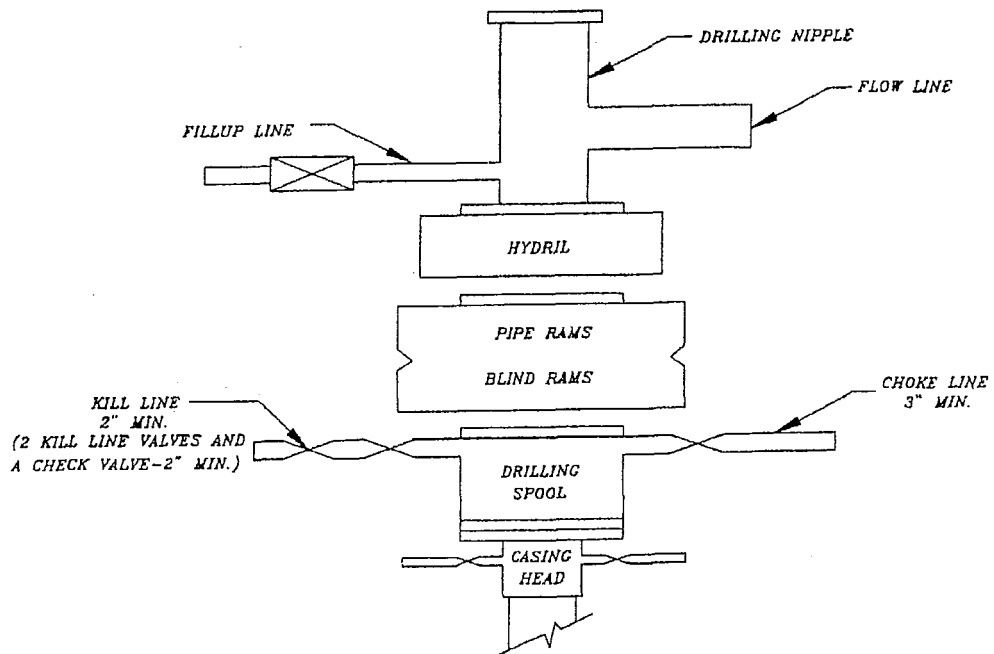 DRILLING NIPPLE
FLOW LINE
FILLUP LINE
HYDRIL
PIPE RAMS
BLIND RAMS
KILL LINE
2" MIN.
(2 KILL LINE VALVES AND
A CHECK VALVE-2" MIN.)
CHOKE LINE
3" MIN.
DRILLING
SPOOL
CASING
HEAD